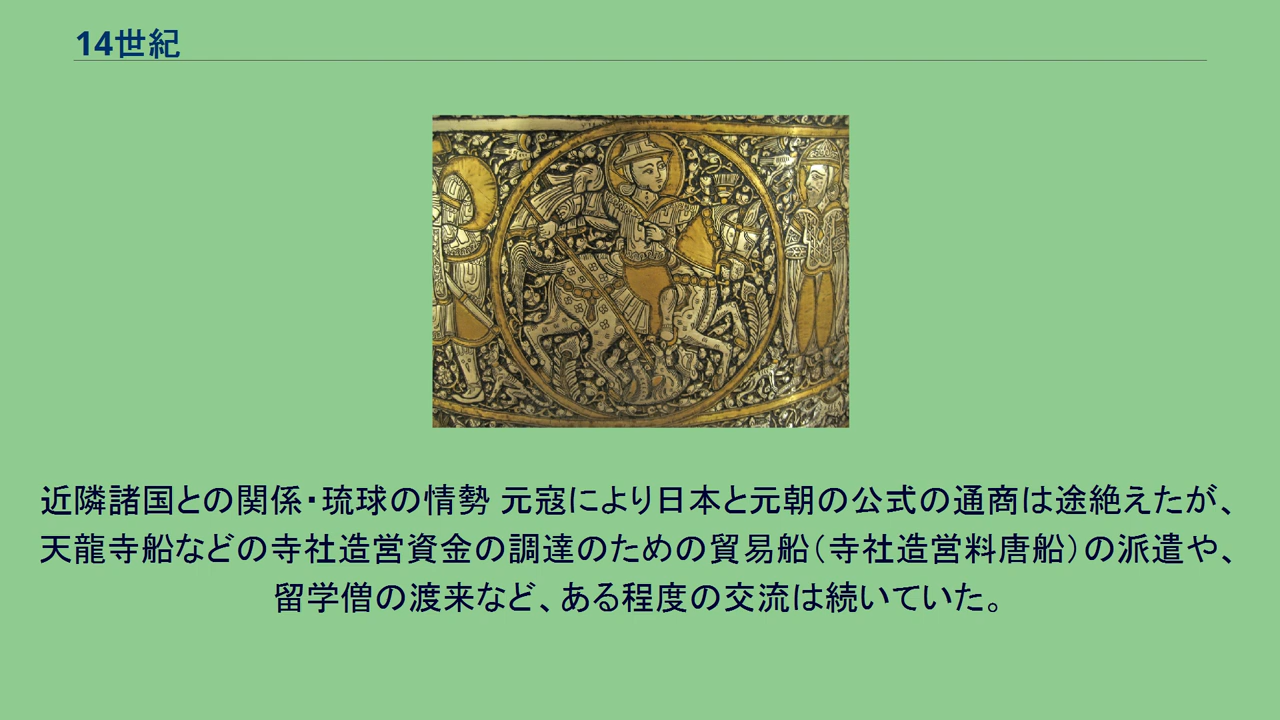 14世紀
近隣諸国との関係・琉球の情勢 元寇により日本と元朝の公式の通商は途絶えたが、
天龍寺船などの寺社造営資金の調達のための貿易船（寺社造営料唐船）の派遣や、
留学僧の渡来など、ある程度の交流は続いていた。